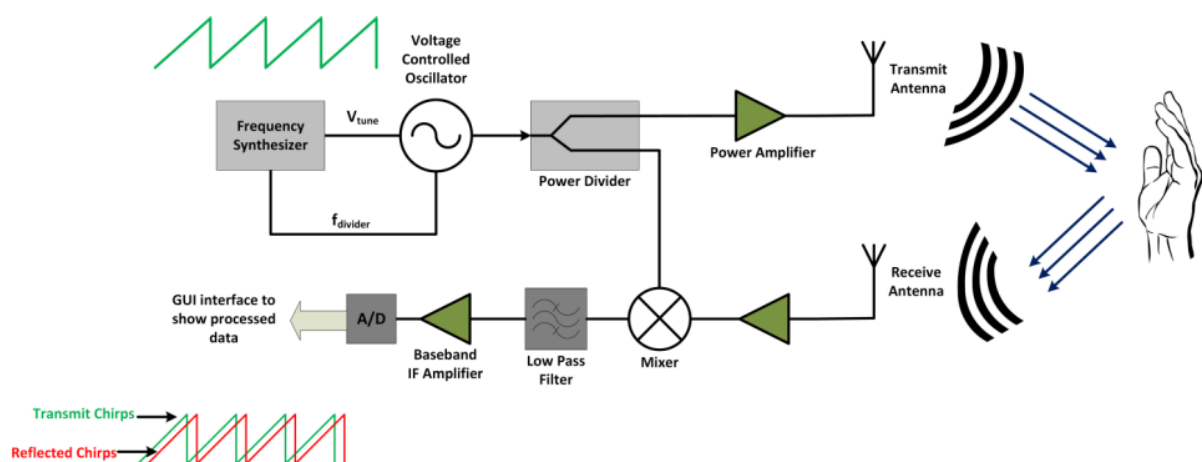 Voltage
Controlled
Oscillator
Transmit
Antenna
Frequency
Synthesizer
Vtune
Power Amplifier
Power Divider
fdivider
Receive
Antenna
GUI interface to
show processed
data
A/D
Baseband
IF Amplifier
Low Pass
Filter
Mixer
Transmit Chirps
Reflected Chirps